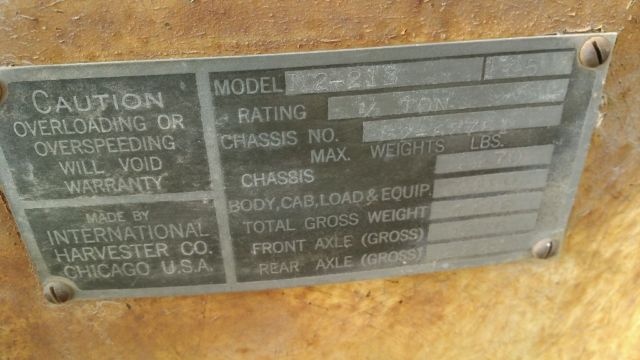 CAUTION
OVERLOADING OR
OVERSPEEDING
WILL VOID
WARRANTY
MADE BY
INTERNATIONAL
HARVESTER CO.
CHICAGO U.S.A.
MODEL
RATING ½ TON
CHASSIS NO.
MAX. WEIGHTS LBS.
CHASSIS
BODY, CAB, LOAD & EQUIP.
TOTAL GROSS WEIGHT
FRONT AXLE (GROSS)
REAR AXLE (GROSS)